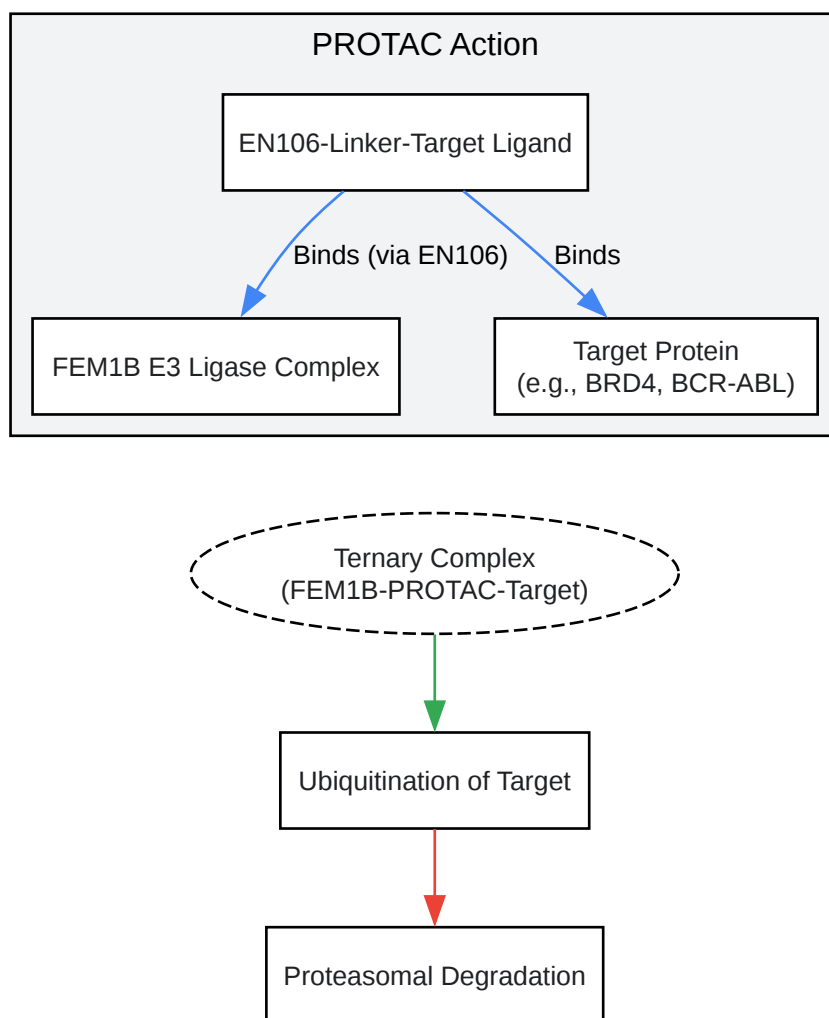 PROTAC Action
EN106-Linker-Target Ligand
Binds (via EN106)
Binds
FEM1B E3 Ligase Complex
Target Protein
(e.g., BRD4, BCR-ABL)
Ternary Complex
(FEM1B-PROTAC-Target)
Ubiquitination of Target
Proteasomal Degradation